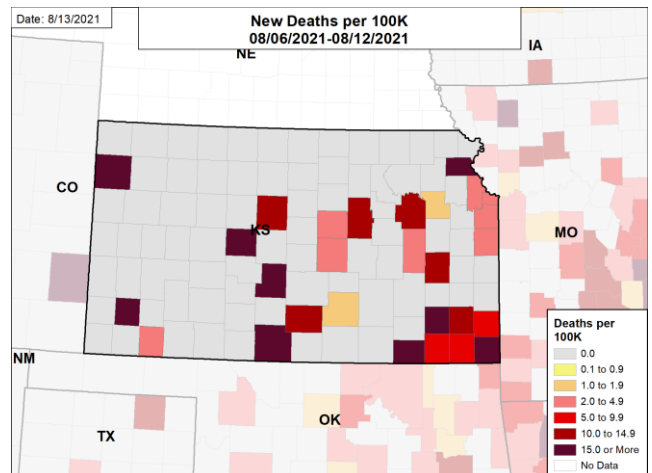 Date: 8/13/2021
New Deaths per 100K
08/06/2021-08/12/2021
NE
IA
CO
KS
MO
NM
OK
TX
Deaths per
100K
0.0
0.1 to 0.9
1.0 to 1.9
2.0 to 4.9
5.0 to 9.9
10.0 to 14.9
15.0 or More
No Data